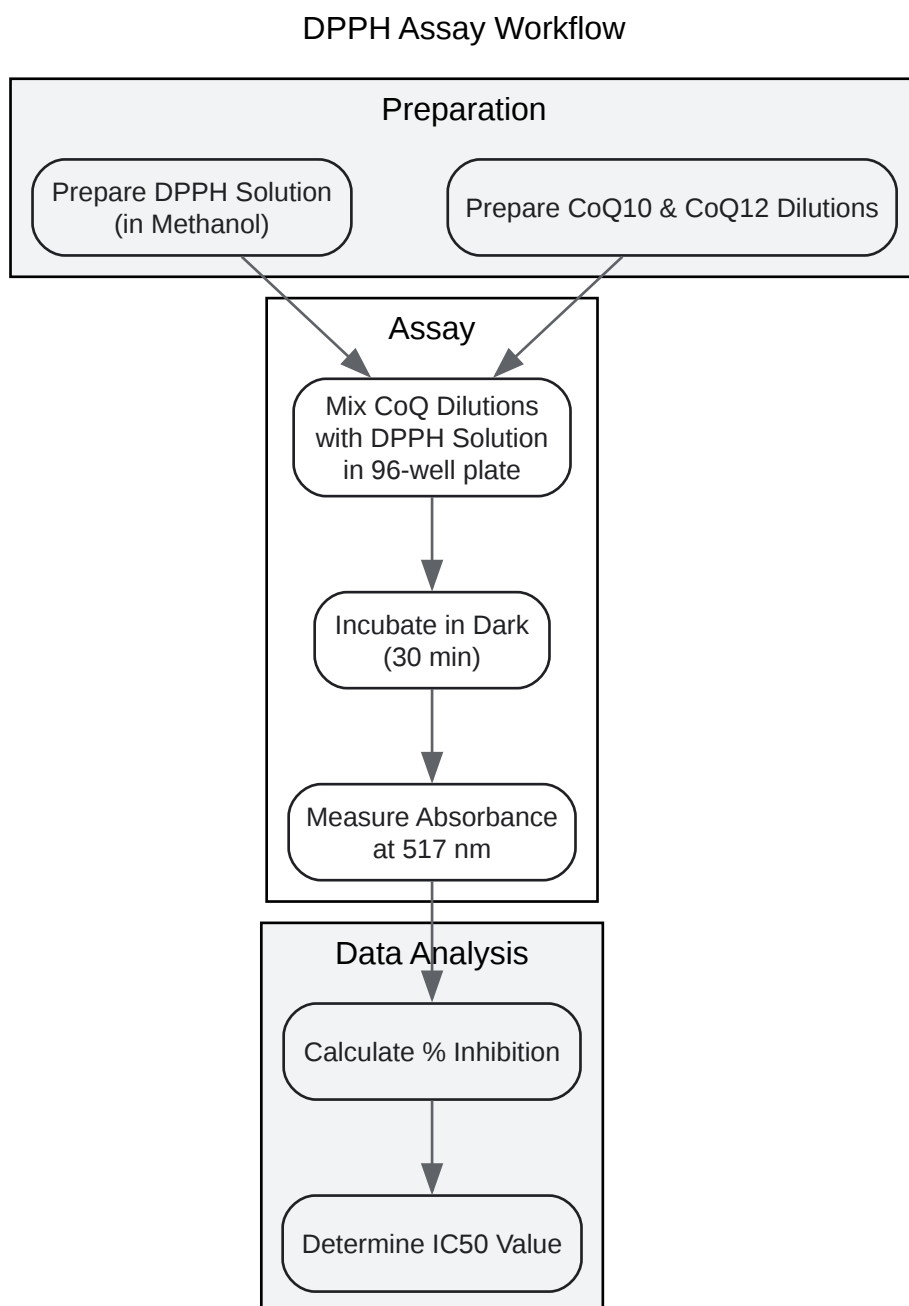 DPPH Assay Workflow
Preparation
Prepare DPPH Solution
(in Methanol)
Prepare CoQ10 & CoQ12 Dilutions
Assay
Mix CoQ Dilutions
with DPPH Solution
in 96-well plate
Incubate in Dark
(30 min)
Measure Absorbance
at 517 nm
Data Analysis
Calculate % Inhibition
Determine IC50 Value